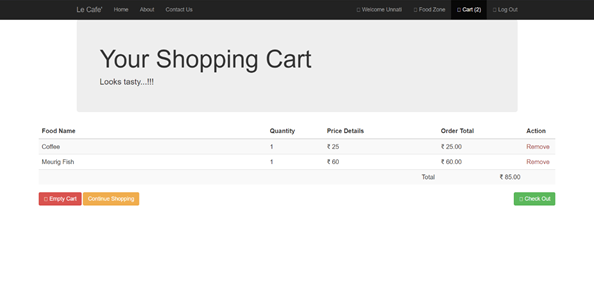 Le Cafe' Home About Contact Us Welcome Unnati Food Zone Cart (2) Log Out
Your Shopping Cart
Looks tasty...!!!
Food Name Quantity Price Details Order Total Action
Coffee 1 ₹ 25 ₹ 25.00 Remove
Meurig Fish 1 ₹ 60 ₹ 60.00 Remove
Total ₹ 85.00
Empty Cart Continue Shopping Check Out